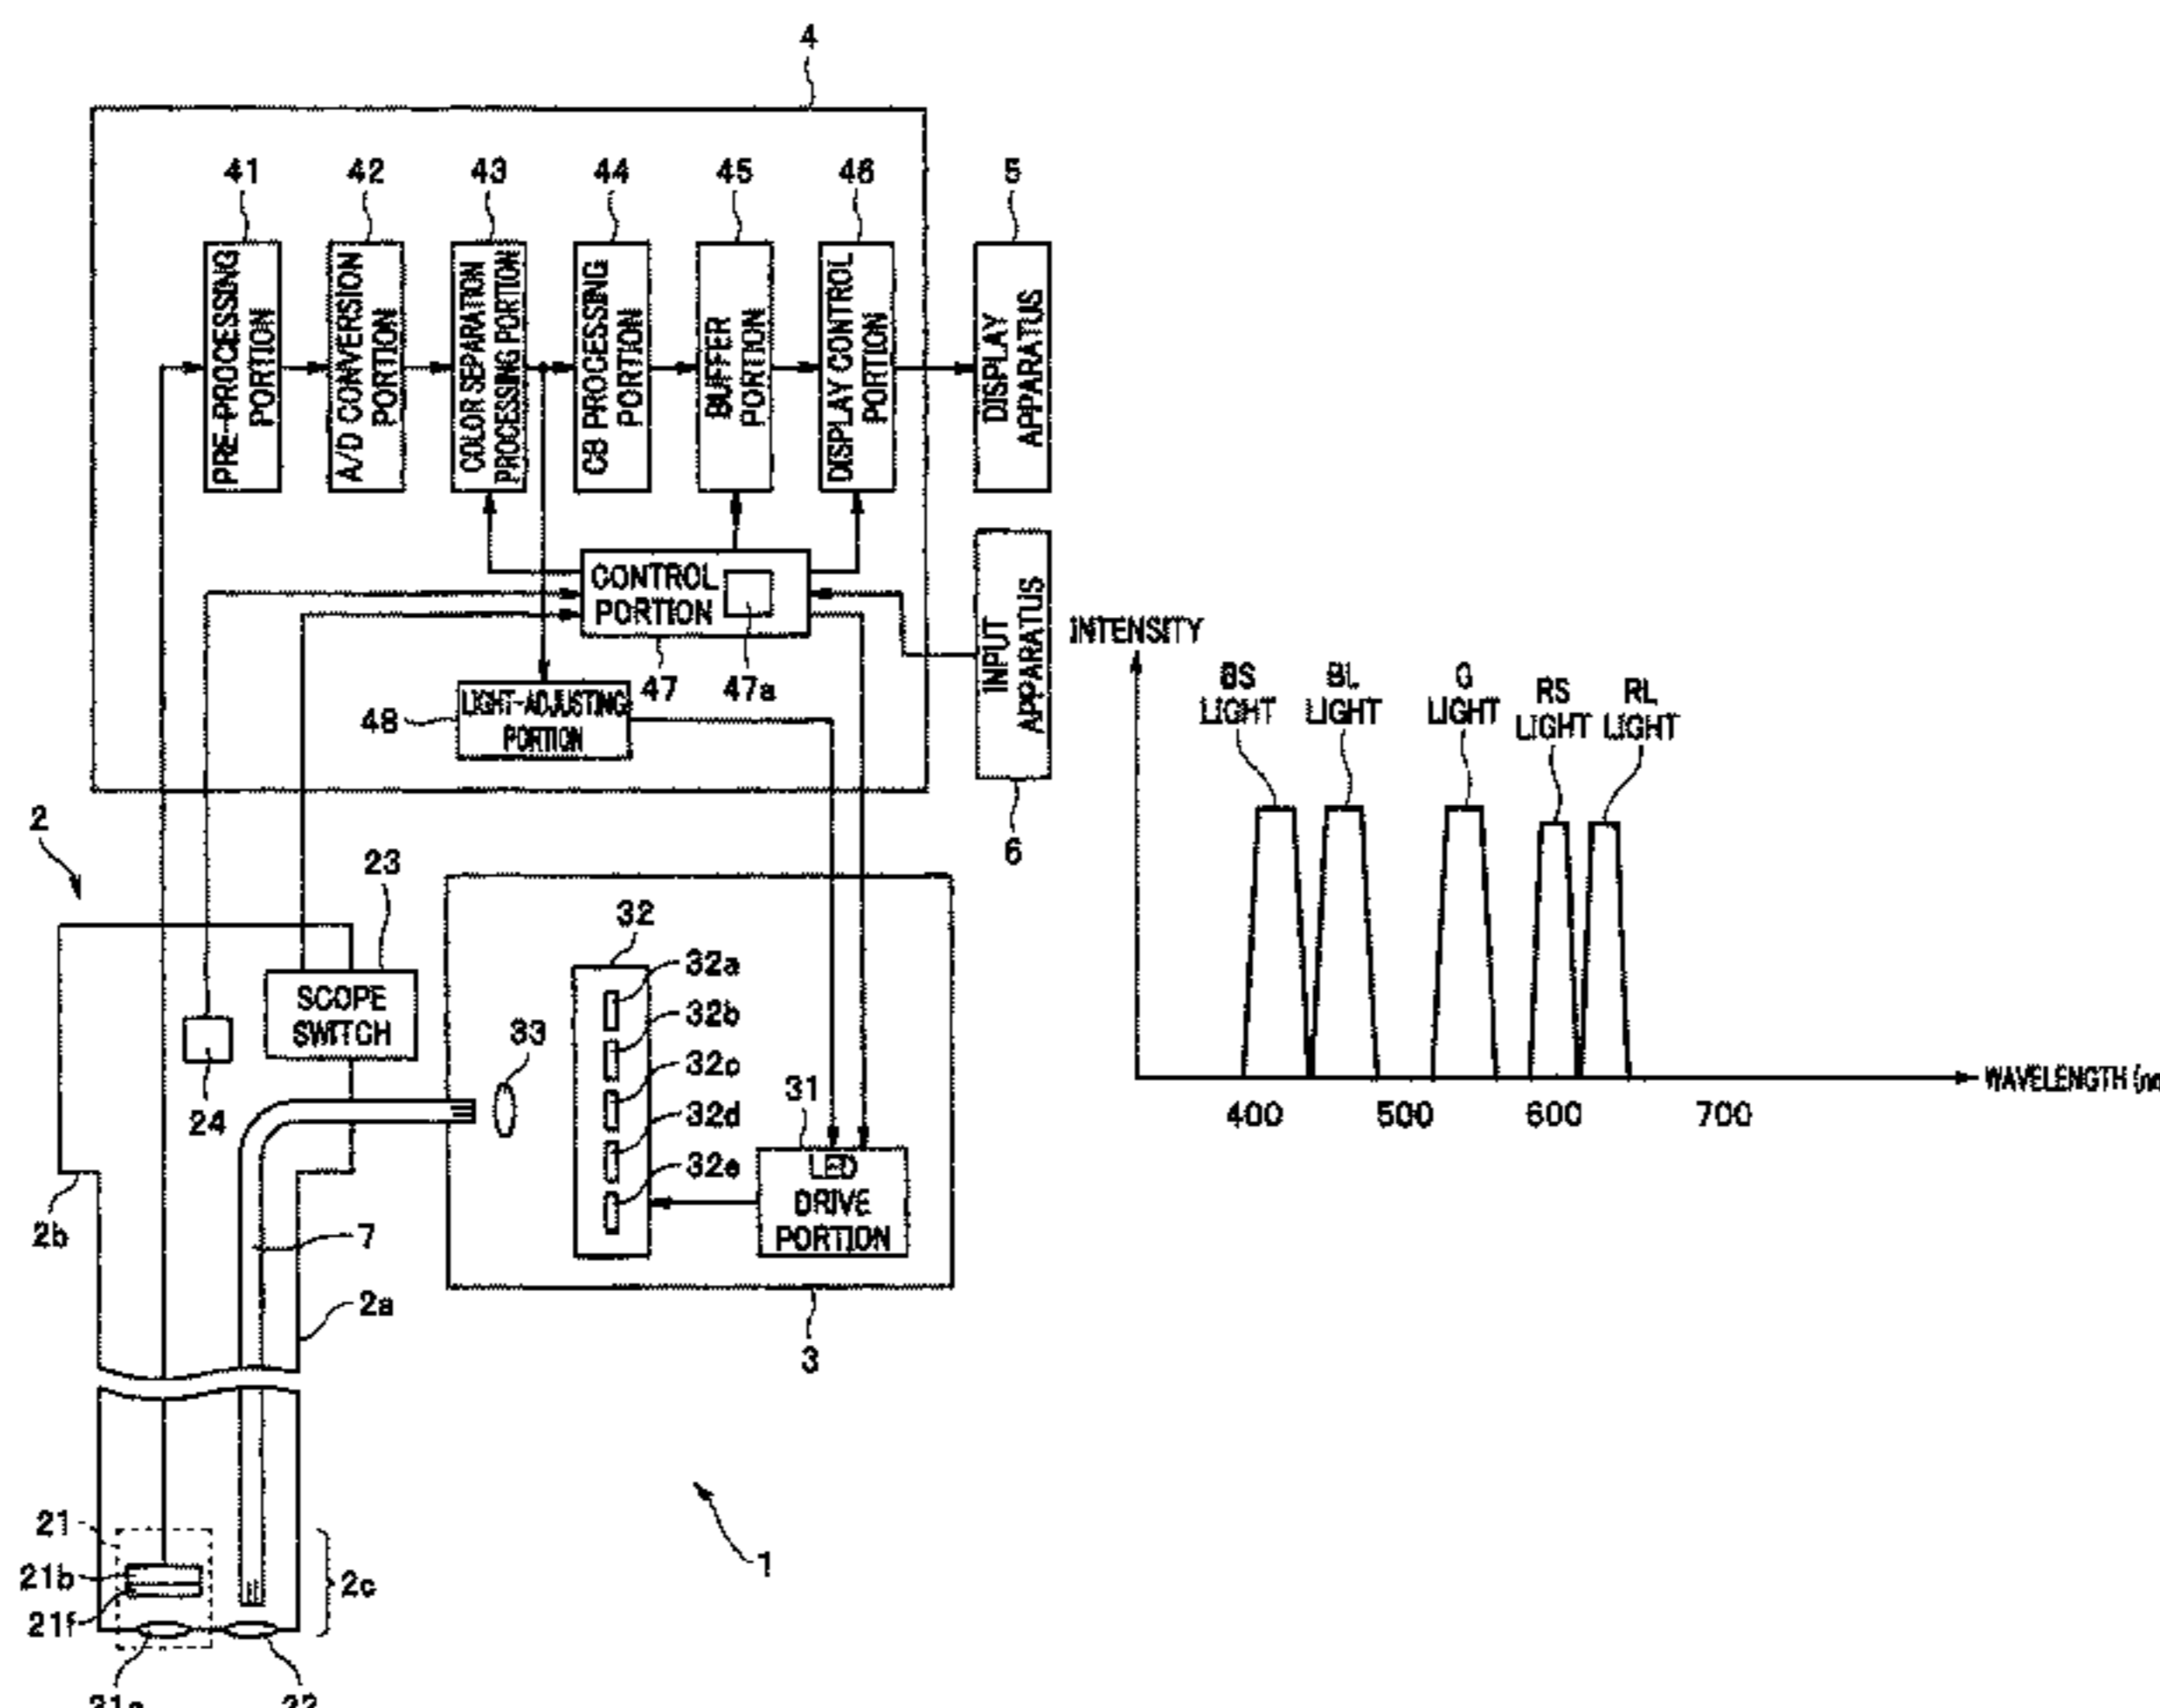 4
41
42
43
44
45
46
5
PRE-PROCESSING
PORTION
A/D CONVERSION
PORTION
COLOR SEPARATION
PROCESSING PORTION
CB PROCESSING
PORTION
BUFFER
PORTION
DISPLAY CONTROL
PORTION
DISPLAY
APPARATUS
CONTROL
PORTION
47
47a
INPUT
APPARATUS
6
48
LIGHT-ADJUSTING
PORTION
INTENSITY
BS
LIGHT
BL
LIGHT
G
LIGHT
RS
LIGHT
RL
LIGHT
400
500
600
700
WAVELENGTH (n
2
23
SCOPE
SWITCH
24
33
32
32a
32b
32c
32d
32e
31
LED
DRIVE
PORTION
3
2b
7
2a
21
21b
21f
2c
1
21a
22